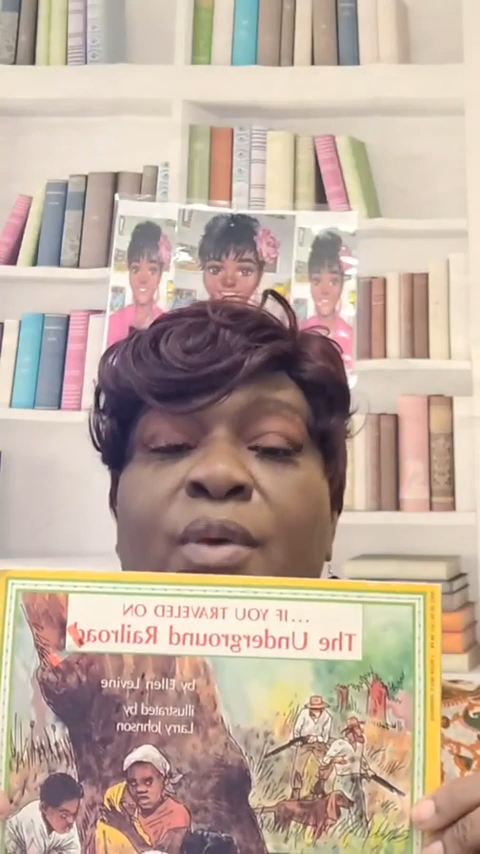 ...IF YOU TRAVELED ON
The Underground Railroad
by Ellen Levine
illustrated by
Larry Johnson